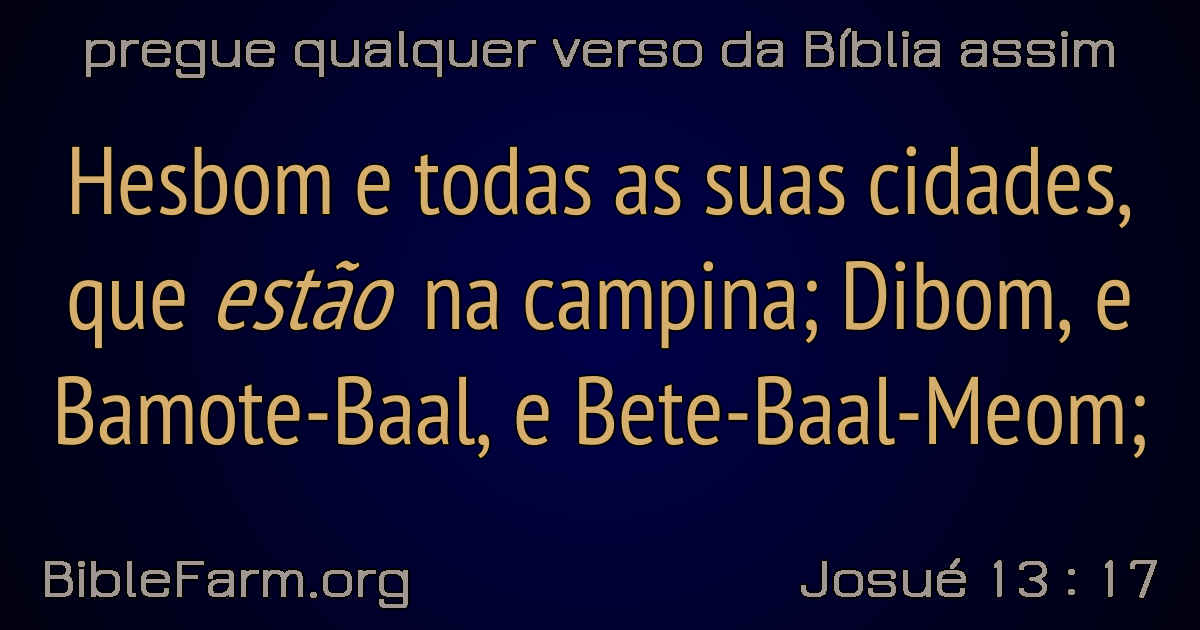 pregue qualquer verso da Bíblia assim
Hesbom e todas as suas cidades,
que estão na campina; Dibom, e
Bamote-Baal, e Bete-Baal-Meom;
BibleFarm.org
Josué 13 : 17